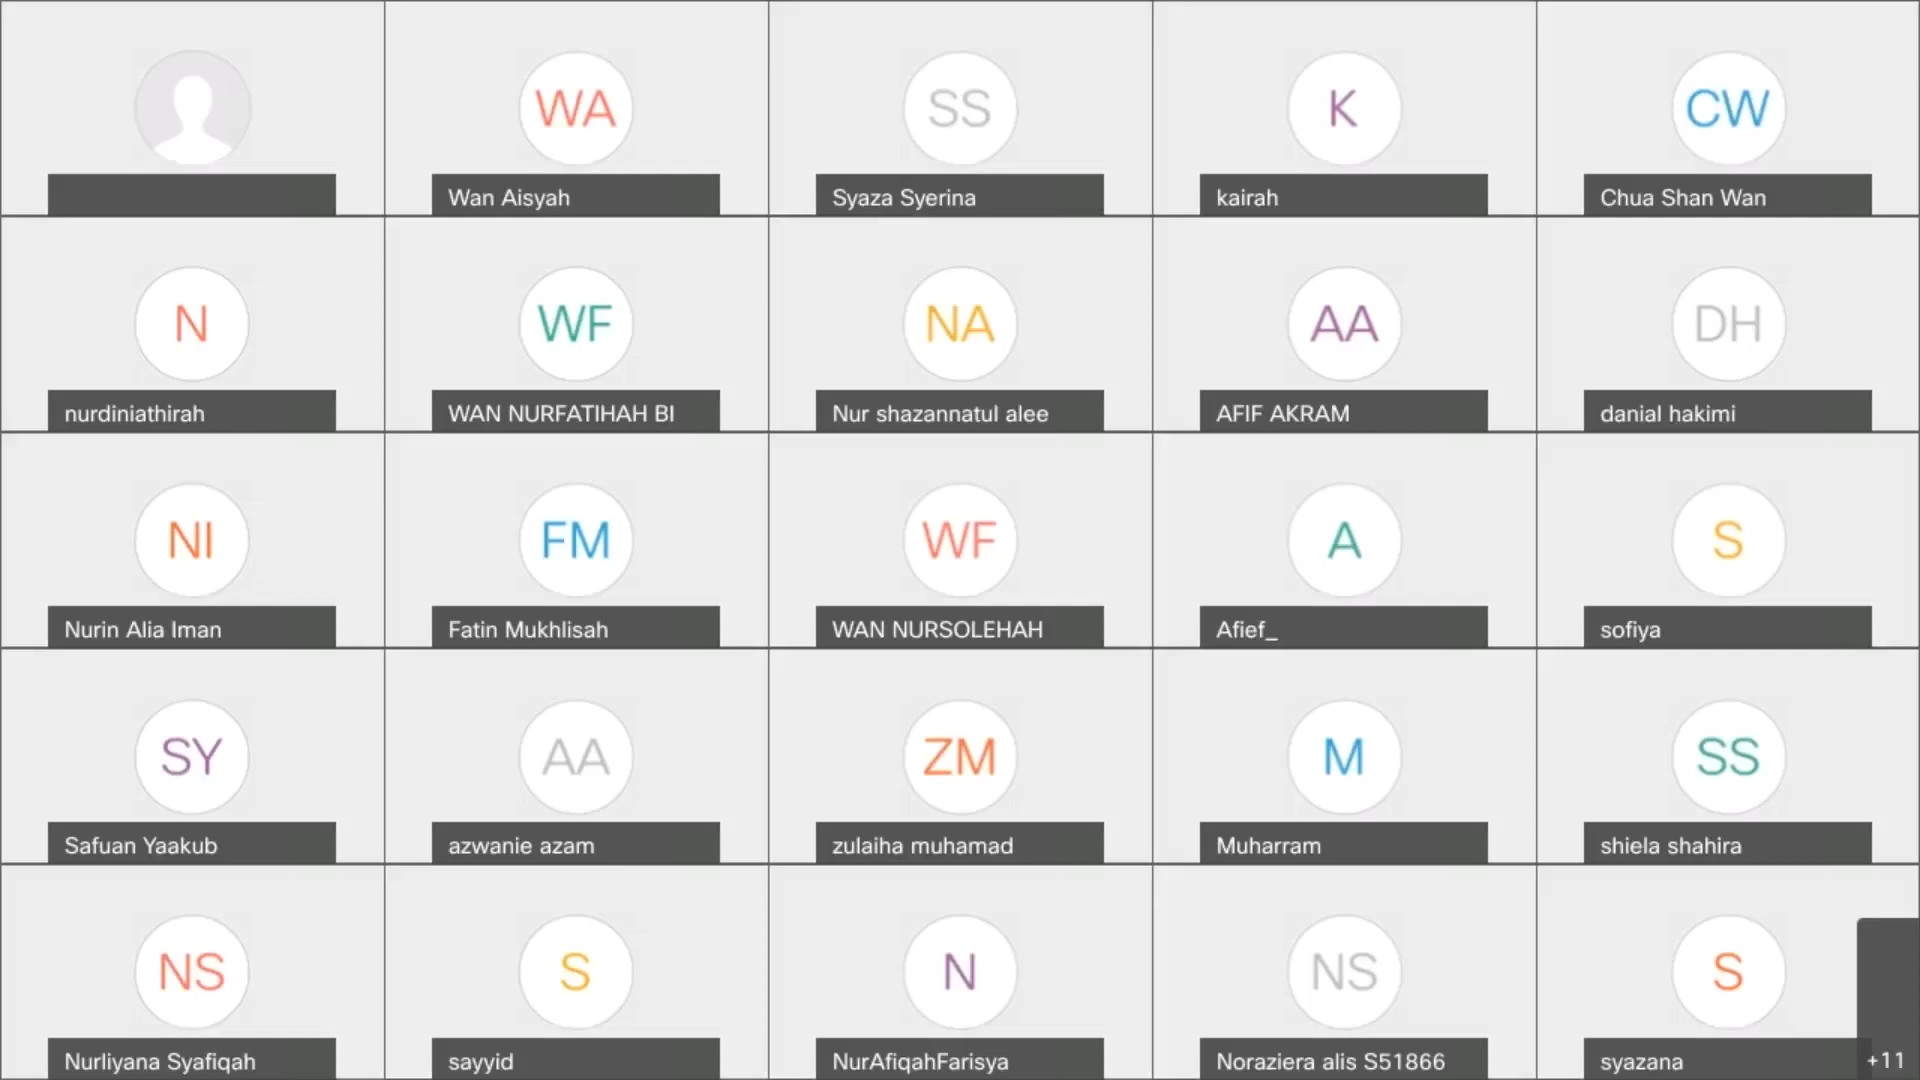 WA
SS
K
CW
Wan Aisyah
Syaza Syerina
kairah
Chua Shan Wan
N
WF
NA
AA
DH
nurdiniathirah
WAN NURFATIHAH BI
Nur shazannatul alee
AFIF AKRAM
danial hakimi
NI
FM
WF
A
S
Nurin Alia Iman
Fatin Mukhlisah
WAN NURSOLEHAH
Afief_
sofiya
SY
AA
ZM
M
SS
Safuan Yaakub
azwanie azam
zulaiha muhamad
Muharram
shiela shahira
NS
S
N
NS
S
Nurliyana Syafiqah
sayyid
NurAfiqahFarisya
Noraziera alis S51866
syazana
+11